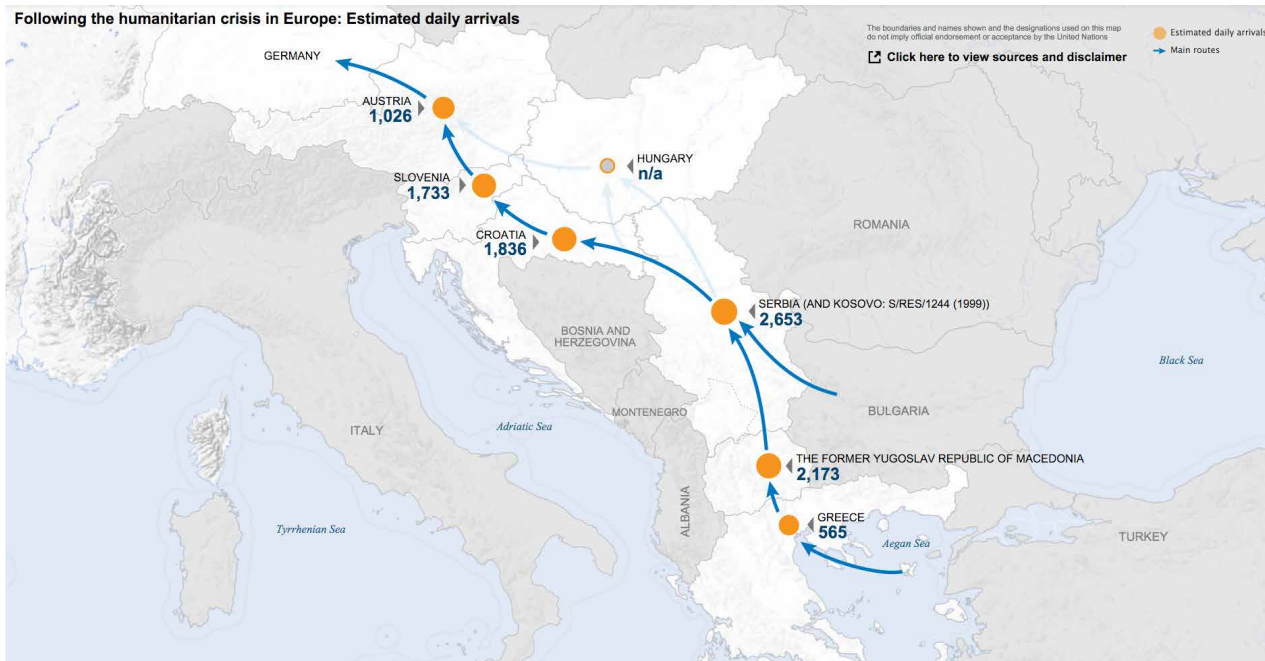 Following the humanitarian crisis in Europe: Estimated daily arrivals
The boundaries and names shown and the designations used on this map
do not imply official endorsement or acceptance by the United Nations
Click here to view sources and disclaimer
Estimated daily arrivals
Main routes
GERMANY
AUSTRIA
1,026
HUNGARY
n/a
SLOVENIA
1,733
ROMANIA
CROATIA
1,836
SERBIA (AND KOSOVO: S/RES/1244 (1999))
2,653
BOSNIA AND
HERZEGOVINA
Black Sea
MONTENEGRO
BULGARIA
ITALY
Adriatic Sea
THE FORMER YUGOSLAV REPUBLIC OF MACEDONIA
2,173
ALBANIA
GREECE
565
Tyrrhenian Sea
Aegan Sea
TURKEY